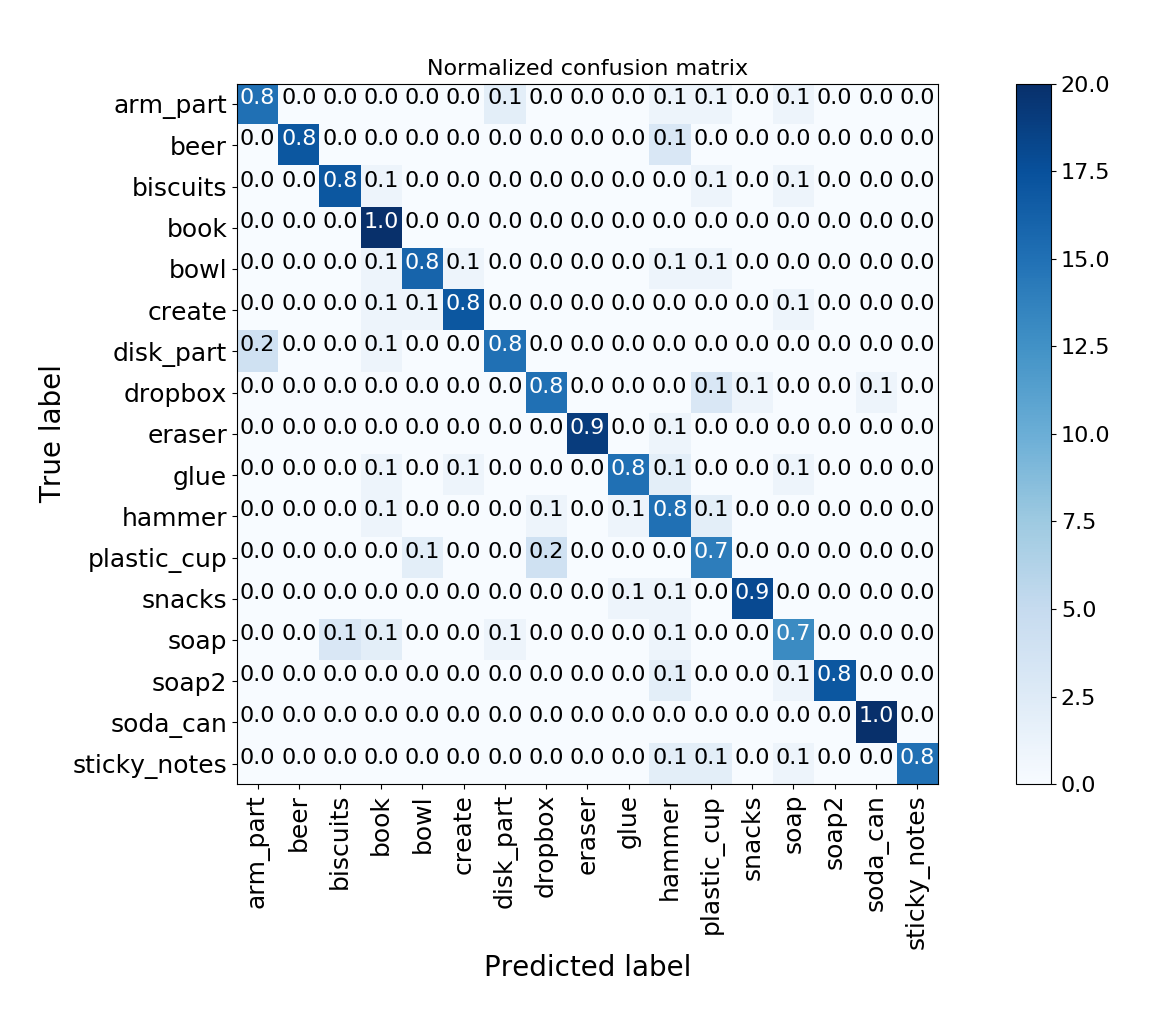 Normalized confusion matrix
arm_part 0.8 0.0 0.0 0.0 0.0 0.0 0.1 0.0 0.0 0.0 0.1 0.1 0.0 0.1 0.0 0.0 0.0
beer 0.0 0.8 0.0 0.0 0.0 0.0 0.0 0.0 0.0 0.0 0.1 0.0 0.0 0.0 0.0 0.0 0.0
biscuits 0.0 0.0 0.8 0.1 0.0 0.0 0.0 0.0 0.0 0.0 0.0 0.1 0.0 0.1 0.0 0.0 0.0
book 0.0 0.0 0.0 1.0 0.0 0.0 0.0 0.0 0.0 0.0 0.0 0.0 0.0 0.0 0.0 0.0 0.0
bowl 0.0 0.0 0.0 0.1 0.8 0.1 0.0 0.0 0.0 0.0 0.1 0.1 0.0 0.0 0.0 0.0 0.0
create 0.0 0.0 0.0 0.1 0.1 0.8 0.0 0.0 0.0 0.0 0.0 0.0 0.0 0.1 0.0 0.0 0.0
disk_part 0.2 0.0 0.0 0.1 0.0 0.0 0.8 0.0 0.0 0.0 0.0 0.0 0.0 0.0 0.0 0.0 0.0
dropbox 0.0 0.0 0.0 0.0 0.0 0.0 0.0 0.8 0.0 0.0 0.0 0.1 0.1 0.0 0.0 0.1 0.0
eraser 0.0 0.0 0.0 0.0 0.0 0.0 0.0 0.0 0.9 0.0 0.1 0.0 0.0 0.0 0.0 0.0 0.0
glue 0.0 0.0 0.0 0.1 0.0 0.1 0.0 0.0 0.0 0.8 0.1 0.0 0.0 0.1 0.0 0.0 0.0
hammer 0.0 0.0 0.0 0.1 0.0 0.0 0.0 0.1 0.0 0.1 0.8 0.1 0.0 0.0 0.0 0.0 0.0
plastic_cup 0.0 0.0 0.0 0.0 0.1 0.0 0.0 0.2 0.0 0.0 0.0 0.7 0.0 0.0 0.0 0.0 0.0
snacks 0.0 0.0 0.0 0.0 0.0 0.0 0.0 0.0 0.0 0.1 0.1 0.0 0.9 0.0 0.0 0.0 0.0
soap 0.0 0.0 0.1 0.1 0.0 0.0 0.1 0.0 0.0 0.0 0.1 0.0 0.0 0.7 0.0 0.0 0.0
soap2 0.0 0.0 0.0 0.0 0.0 0.0 0.0 0.0 0.0 0.0 0.1 0.0 0.0 0.1 0.8 0.0 0.0
soda_can 0.0 0.0 0.0 0.0 0.0 0.0 0.0 0.0 0.0 0.0 0.0 0.0 0.0 0.0 0.0 1.0 0.0
sticky_notes 0.0 0.0 0.0 0.0 0.0 0.0 0.0 0.0 0.0 0.0 0.1 0.1 0.0 0.1 0.0 0.0 0.8
True label
arm_part beer biscuits book bowl create disk_part dropbox eraser glue hammer plastic_cup snacks soap soap2 soda_can sticky_notes
Predicted label
20.0
17.5
15.0
12.5
10.0
7.5
5.0
2.5
0.0